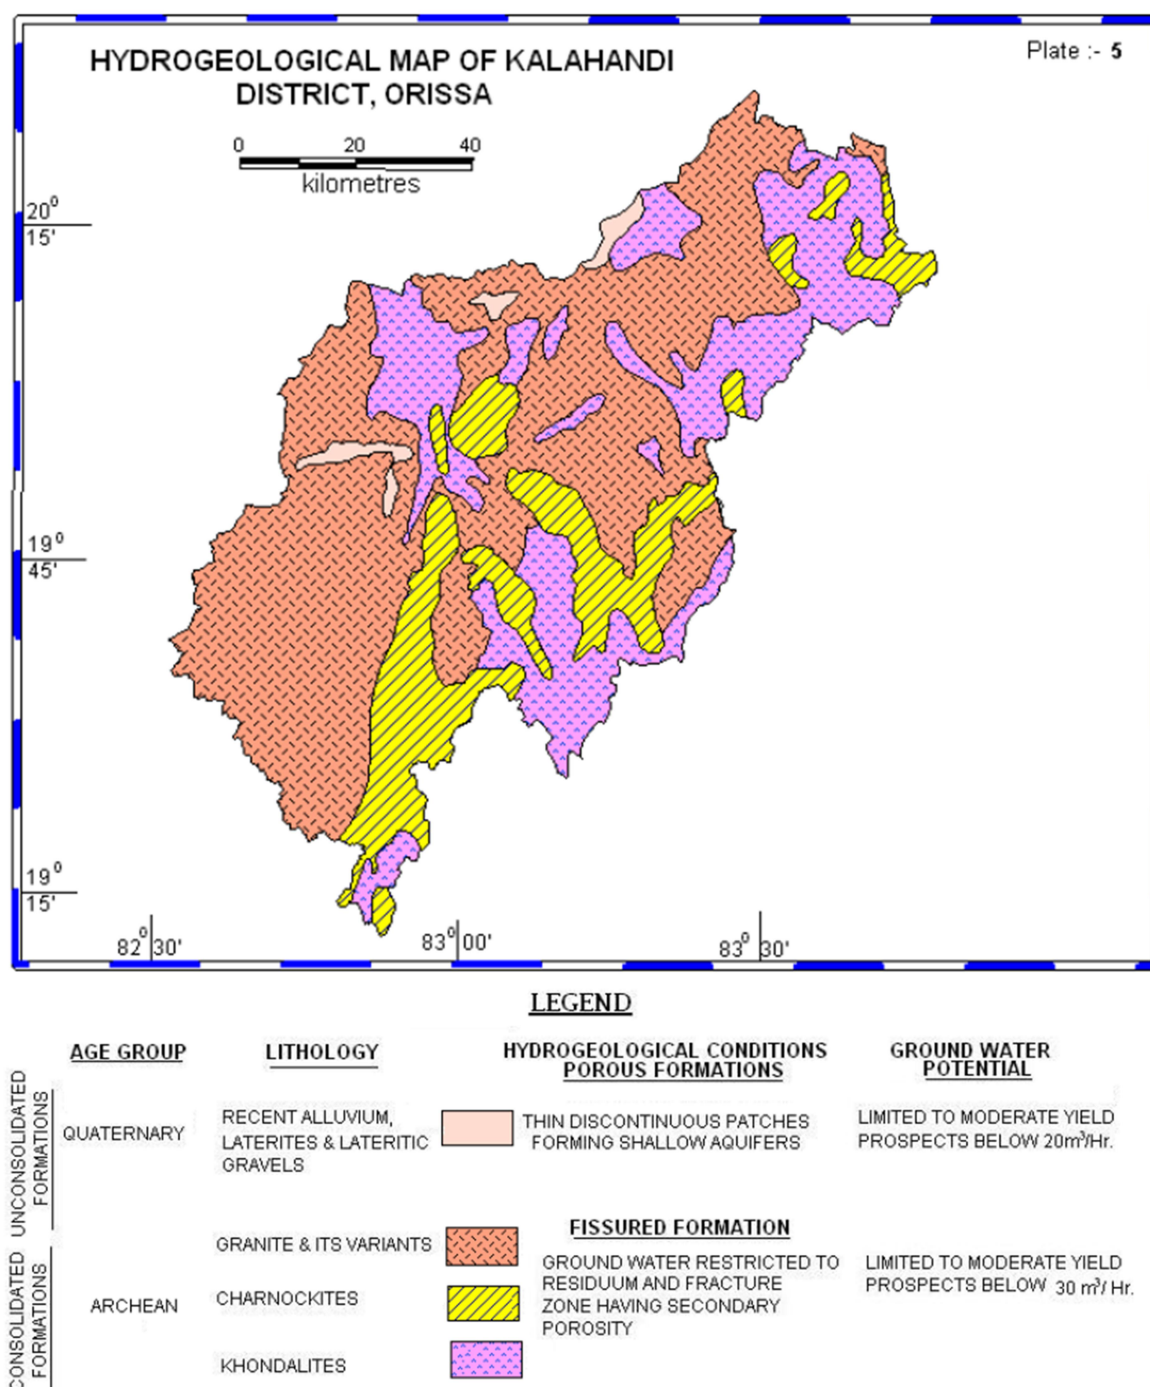 HYDROGEOLOGICAL MAP OF KALAHANDI
DISTRICT, ORISSA
Plate :- 5
0 20 40
kilometres
20⁰
15'
19⁰
45'
19⁰
15'
82⁰30' 83⁰00' 83⁰30'
LEGEND
AGE GROUP
LITHOLOGY
HYDROGEOLOGICAL CONDITIONS
POROUS FORMATIONS
GROUND WATER
POTENTIAL
UNCONSOLIDATED
FORMATIONS
QUATERNARY
RECENT ALLUVIUM,
LATERITES & LATERITIC
GRAVELS
THIN DISCONTINUOUS PATCHES
FORMING SHALLOW AQUIFERS
LIMITED TO MODERATE YIELD
PROSPECTS BELOW 20m³/Hr.
CONSOLIDATED
FORMATIONS
ARCHEAN
GRANITE & ITS VARIANTS
CHARNOCKITES
KHONDALITES
FISSURED FORMATION
GROUND WATER RESTRICTED TO
RESIDUUM AND FRACTURE
ZONE HAVING SECONDARY
POROSITY
LIMITED TO MODERATE YIELD
PROSPECTS BELOW 30 m³/ Hr.